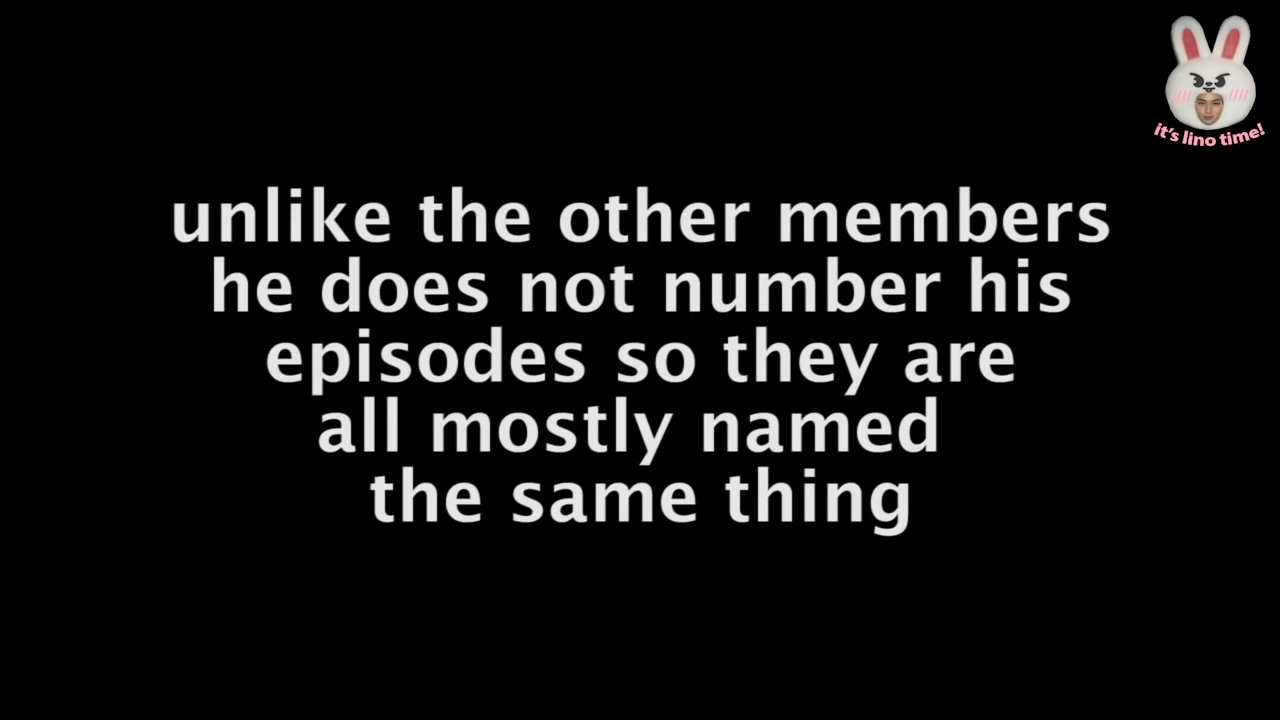 it's lino time!
unlike the other members
he does not number his
episodes so they are
all mostly named
the same thing